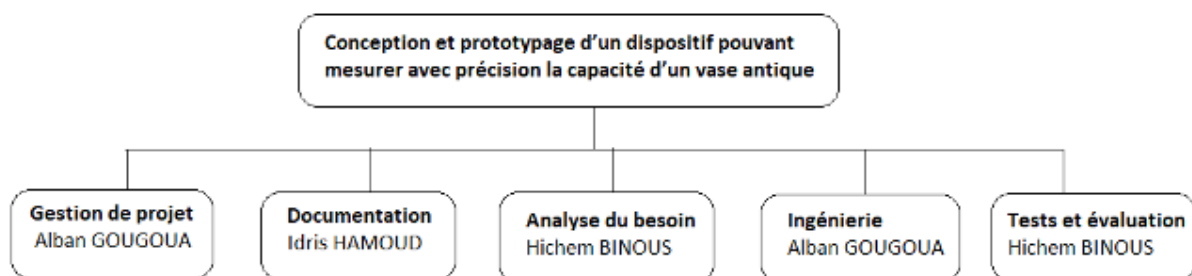 Conception et prototypage d’un dispositif pouvant
mesurer avec précision la capacité d’un vase antique
Gestion de projet
Alban GOUGOUA
Documentation
Idris HAMOUD
Analyse du besoin
Hichem BINOUS
Ingénierie
Alban GOUGOUA
Tests et évaluation
Hichem BINOUS